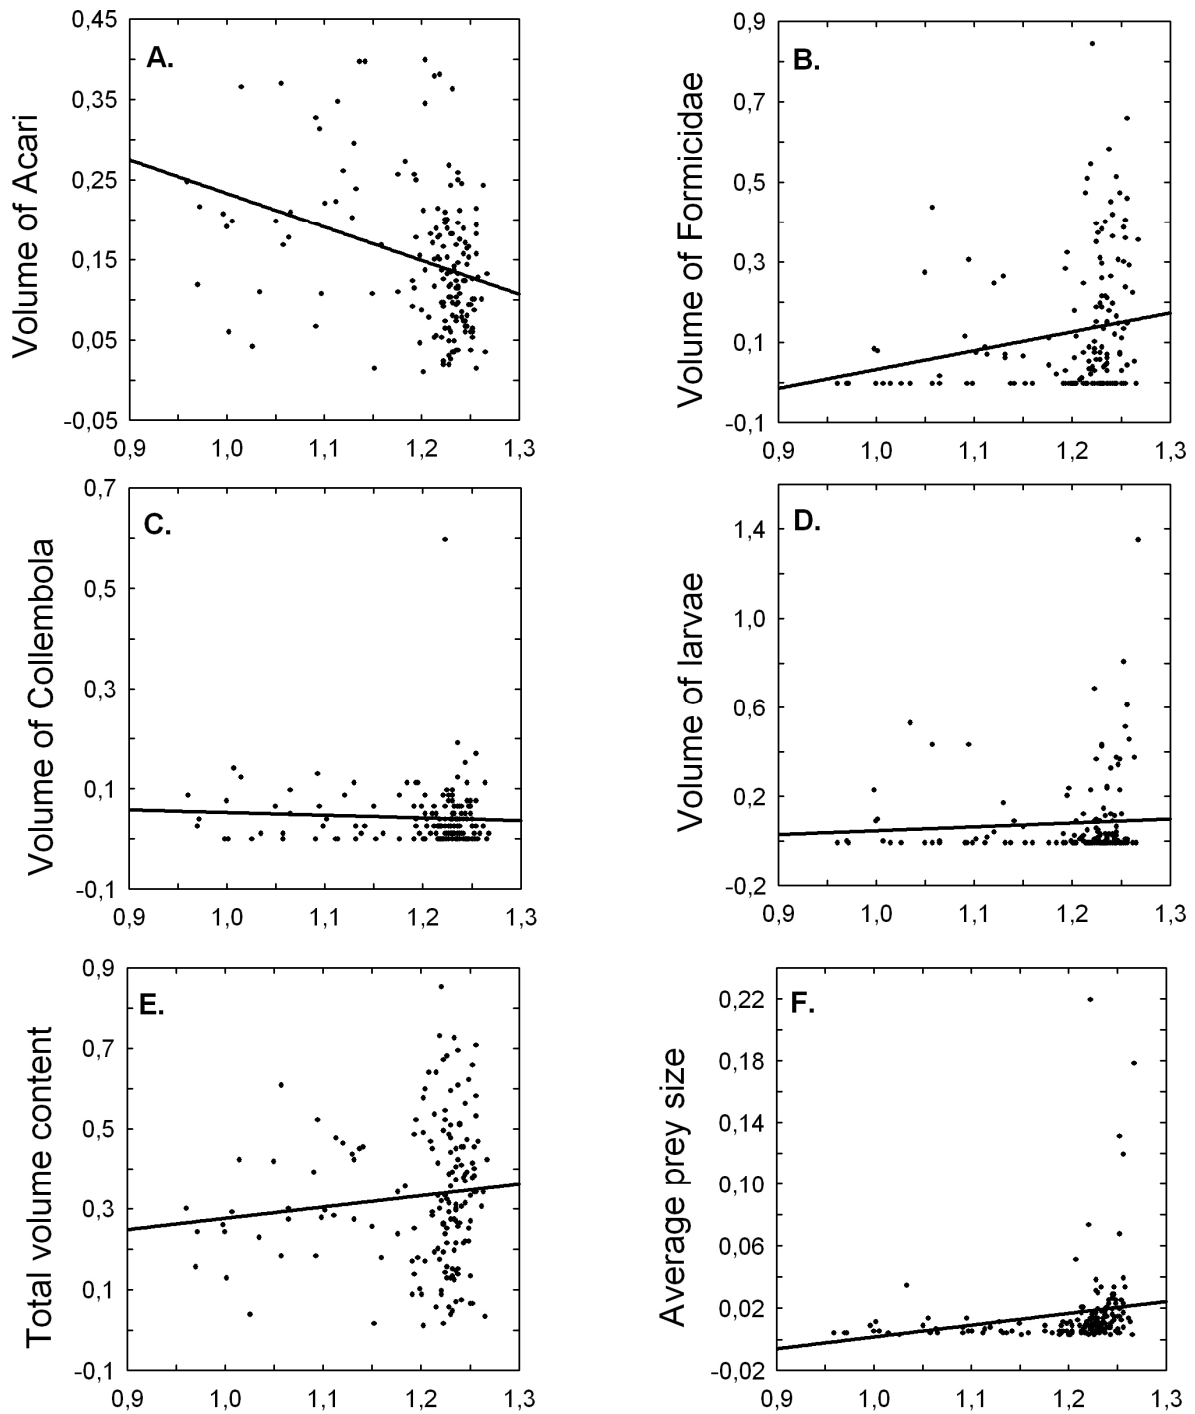 0,45
0,35
0,25
0,15
0,05
-0,05
A.
Volume of Acari
0,9 1,0 1,1 1,2 1,3
0,9
0,7
0,5
0,3
0,1
-0,1
B.
Volume of Formicidae
0,9 1,0 1,1 1,2 1,3
0,7
0,5
0,3
0,1
-0,1
C.
Volume of Collembola
0,9 1,0 1,1 1,2 1,3
1,4
1,0
0,6
0,2
-0,2
D.
Volume of larvae
0,9 1,0 1,1 1,2 1,3
0,9
0,7
0,5
0,3
0,1
-0,1
E.
Total volume content
0,9 1,0 1,1 1,2 1,3
0,22
0,18
0,14
0,10
0,06
0,02
-0,02
F.
Average prey size
0,9 1,0 1,1 1,2 1,3